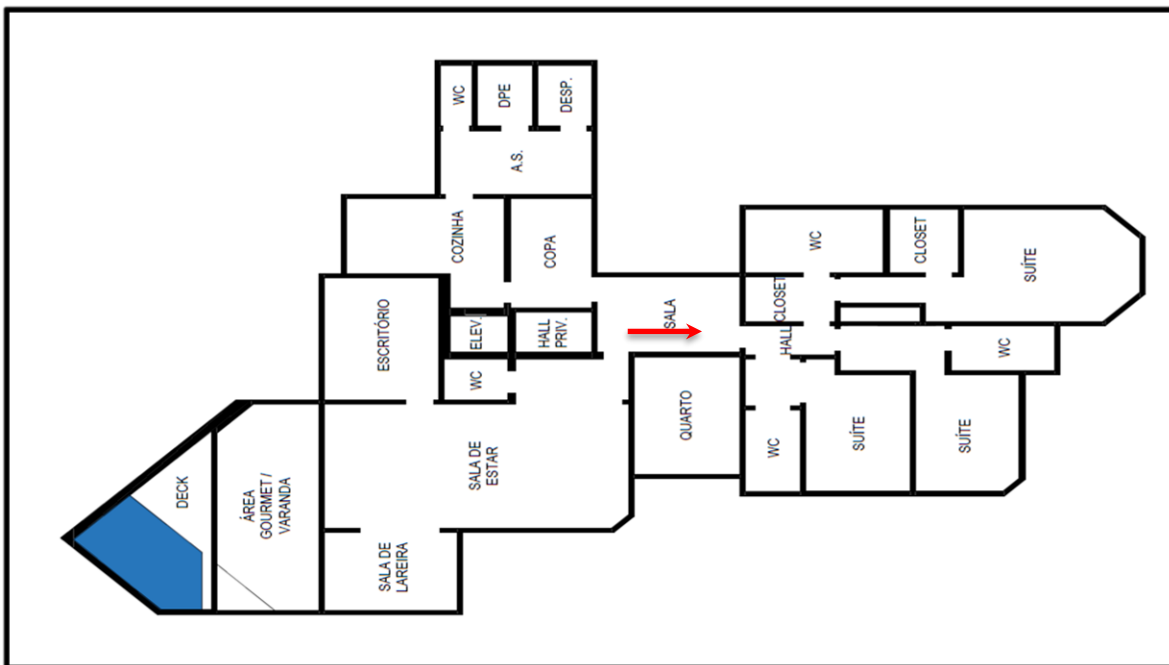 WC
DPE
DESP.
A.S.
COZINHA
COPA
WC
CLOSET
SUÍTE
CLOSET
SALA
HALL
ESCRITÓRIO
ELEV.
HALL
PRIV.
WC
WC
QUARTO
WC
SUÍTE
SUÍTE
SALA DE
ESTAR
DECK
ÁREA
GOURMET /
VARANDA
SALA DE
LAREIRA